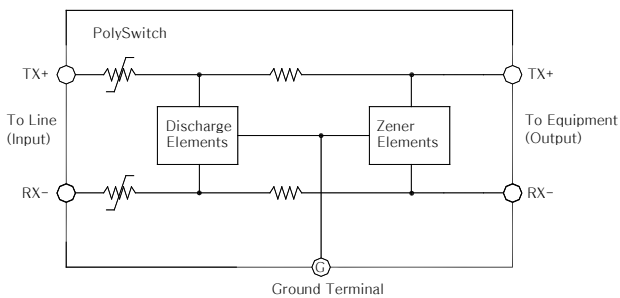 PolySwitch
TX+
TX+
To Line
(Input)
Discharge
Elements
Zener
Elements
To Equipment
(Output)
RX−
RX−
G
Ground Terminal